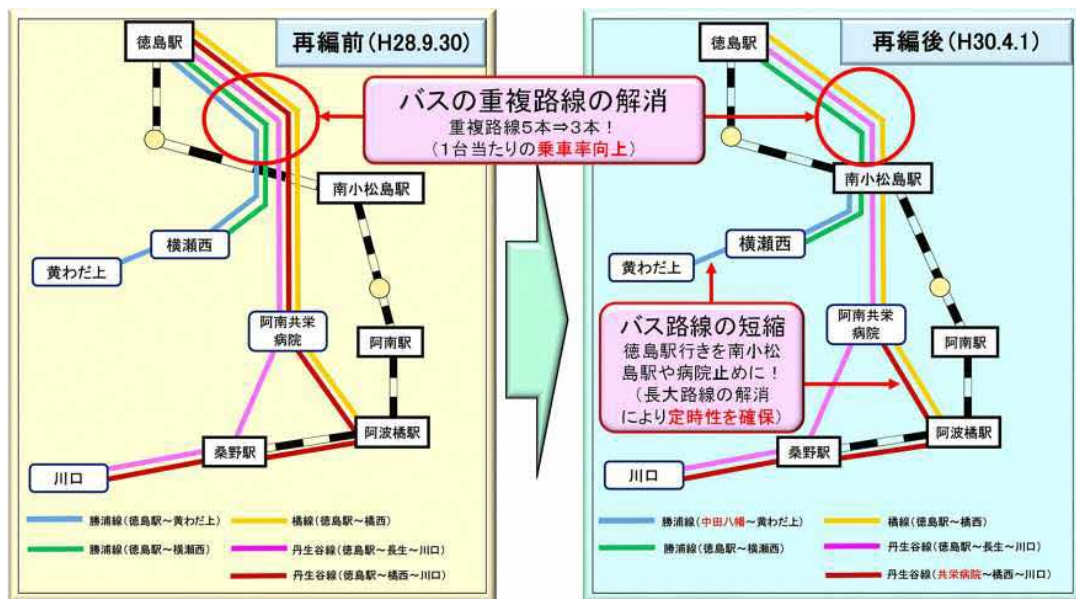 再編前(H28.9.30)
徳島駅
南小松島駅
横瀬西
黄わだ上
阿南共栄
病院
阿南駅
阿波橘駅
桑野駅
川口
勝浦線(徳島駅～黄わだ上)
橘線(徳島駅～橘西)
勝浦線(徳島駅～横瀬西)
丹生谷線(徳島駅～長生～川口)
丹生谷線(徳島駅～橘西～川口)
バスの重複路線の解消
重複路線5本⇒3本！
(1台当たりの乗車率向上)
再編後(H30.4.1)
徳島駅
南小松島駅
横瀬西
黄わだ上
バス路線の短縮
徳島駅行きを南小松
島駅や病院止めに！
(長大路線の解消
により定時性を確保)
阿南共栄
病院
阿南駅
阿波橘駅
桑野駅
川口
勝浦線(中田八幡～黄わだ上)
橘線(徳島駅～橘西)
勝浦線(徳島駅～横瀬西)
丹生谷線(徳島駅～長生～川口)
丹生谷線(共栄病院～橘西～川口)